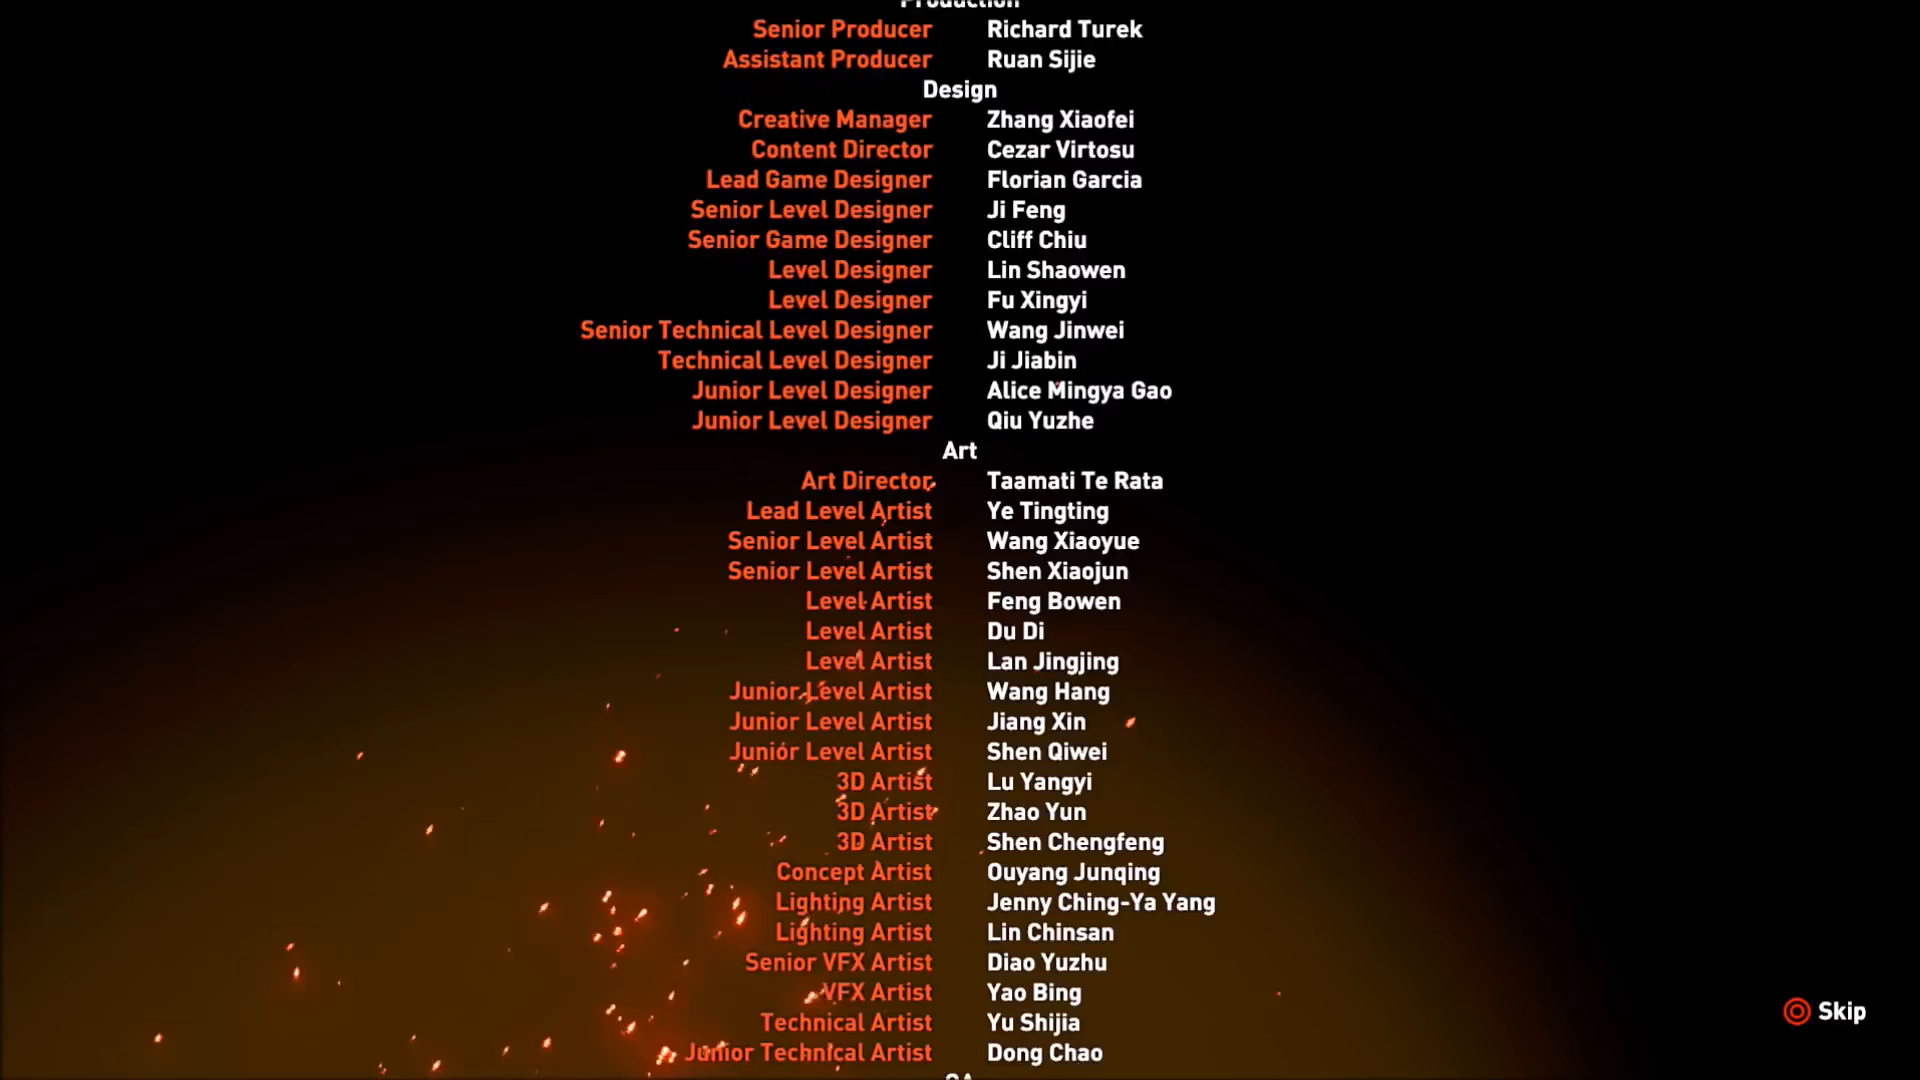 Production
Senior Producer Richard Turek
Assistant Producer Ruan Sijie
Design
Creative Manager Zhang Xiaofei
Content Director Cezar Virtosu
Lead Game Designer Florian Garcia
Senior Level Designer Ji Feng
Senior Game Designer Cliff Chiu
Level Designer Lin Shaowen
Level Designer Fu Xingyi
Senior Technical Level Designer Wang Jinwei
Technical Level Designer Ji Jiabin
Junior Level Designer Alice Mingya Gao
Junior Level Designer Qiu Yuzhe
Art
Art Director Taamati Te Rata
Lead Level Artist Ye Tingting
Senior Level Artist Wang Xiaoyue
Senior Level Artist Shen Xiaojun
Level Artist Feng Bowen
Level Artist Du Di
Level Artist Lan Jingjing
Junior Level Artist Wang Hang
Junior Level Artist Jiang Xin
Junior Level Artist Shen Qiwei
3D Artist Lu Yangyi
3D Artist Zhao Yun
3D Artist Shen Chengfeng
Concept Artist Ouyang Junqing
Lighting Artist Jenny Ching-Ya Yang
Lighting Artist Lin Chinsan
Senior VFX Artist Diao Yuzhu
VFX Artist Yao Bing
Technical Artist Yu Shijia
Skip
Junior Technical Artist Dong Chao